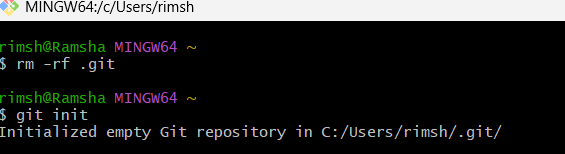 MINGW64:/c/Users/rimsh
rimsh@Ramsha MINGW64 ~
$ rm -rf .git
rimsh@Ramsha MINGW64 ~
$ git init
Initialized empty Git repository in C:/Users/rimsh/.git/